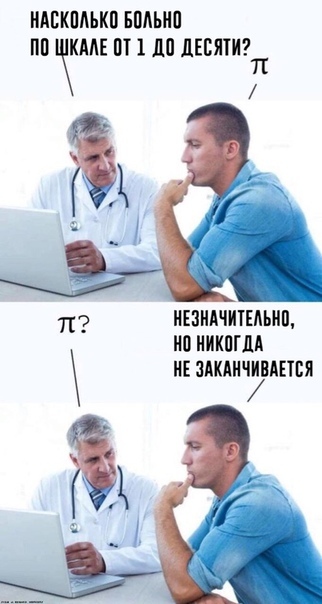 НАСКОЛЬКО БОЛЬНО
ПО ШКАЛЕ ОТ 1 ДО ДЕСЯТИ?
π
π?
НЕЗНАЧИТЕЛЬНО,
НО НИКОГДА
НЕ ЗАКАНЧИВАЕТСЯ